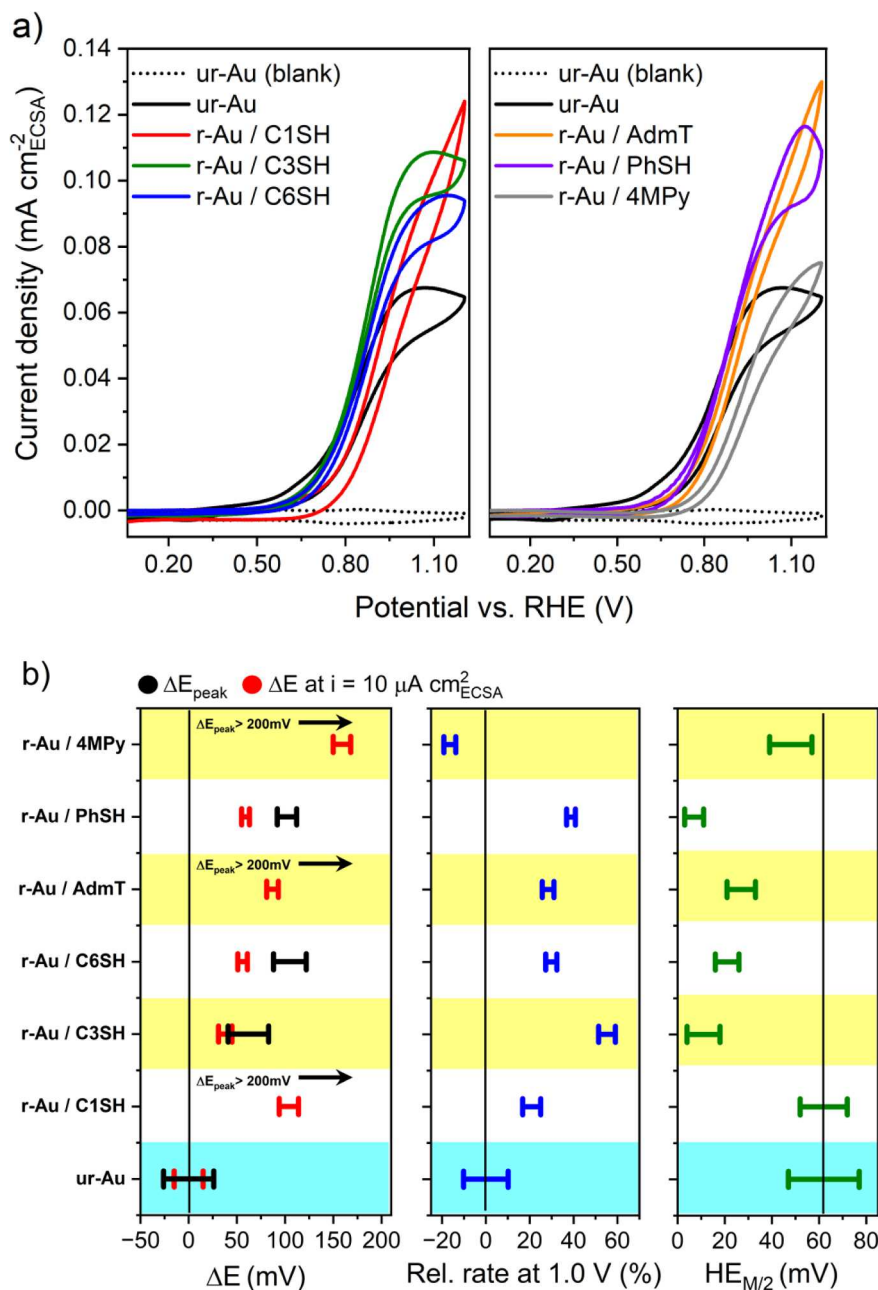 a)
0.14
0.12
0.10
0.08
0.06
0.04
0.02
0.00
Current density (mA cm⁻²ECSA)
ur-Au (blank)
ur-Au
r-Au / C1SH
r-Au / C3SH
r-Au / C6SH
ur-Au (blank)
ur-Au
r-Au / AdmT
r-Au / PhSH
r-Au / 4MPy
0.20 0.50 0.80 1.10 0.20 0.50 0.80 1.10
Potential vs. RHE (V)
b)
ΔEpeak ΔE at i = 10 μA cm²ECSA
r-Au / 4MPy
ΔEpeak> 200mV
r-Au / PhSH
r-Au / AdmT
ΔEpeak> 200mV
r-Au / C6SH
r-Au / C3SH
r-Au / C1SH
ΔEpeak> 200mV
ur-Au
−50 0 50 100 150 200 −20 0 20 40 60 0 20 40 60 80
ΔE (mV) Rel. rate at 1.0 V (%) HEM/2 (mV)